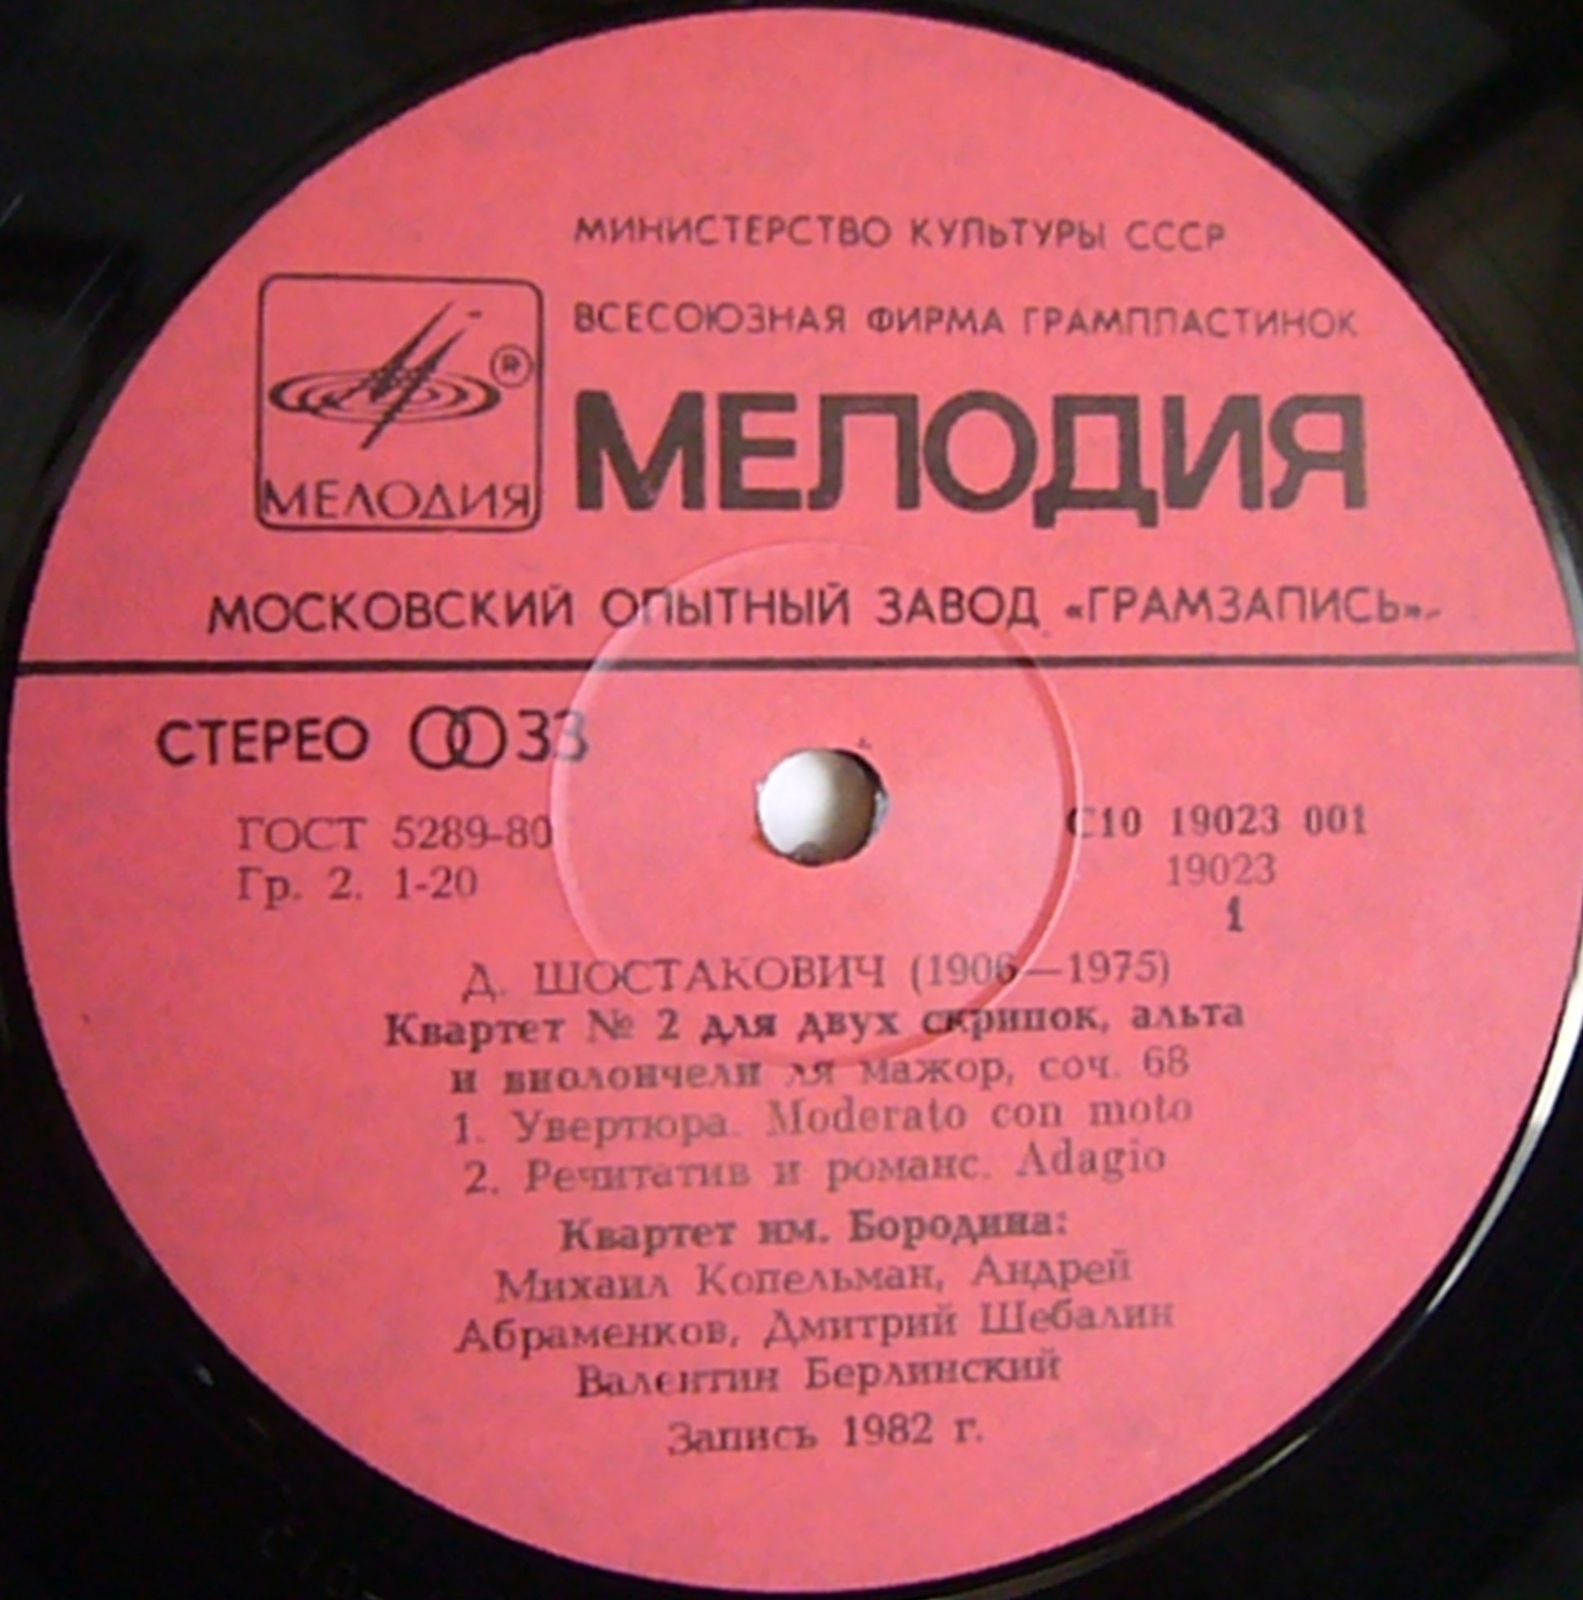 МИНИСТЕРСТВО КУЛЬТУРЫ СССР
ВСЕСОЮЗНАЯ ФИРМА ГРАМПЛАСТИНОК
®
МЕЛОДИЯ
МЕЛОДИЯ
МОСКОВСКИЙ ОПЫТНЫЙ ЗАВОД «ГРАМЗАПИСЬ»
СТЕРЕО 33
ГОСТ 5289-80
Гр. 2. 1-20
С10 19023 001
19023
1
Д. ШОСТАКОВИЧ (1906—1975)
Квартет № 2 для двух скрипок, альта
и виолончели ля мажор, соч. 68
1. Увертюра. Moderato con moto
2. Речитатив и романс. Adagio
Квартет им. Бородина:
Михаил Копельман, Андрей
Абраменков, Дмитрий Шебалин
Валентин Берлинский
Запись 1982 г.